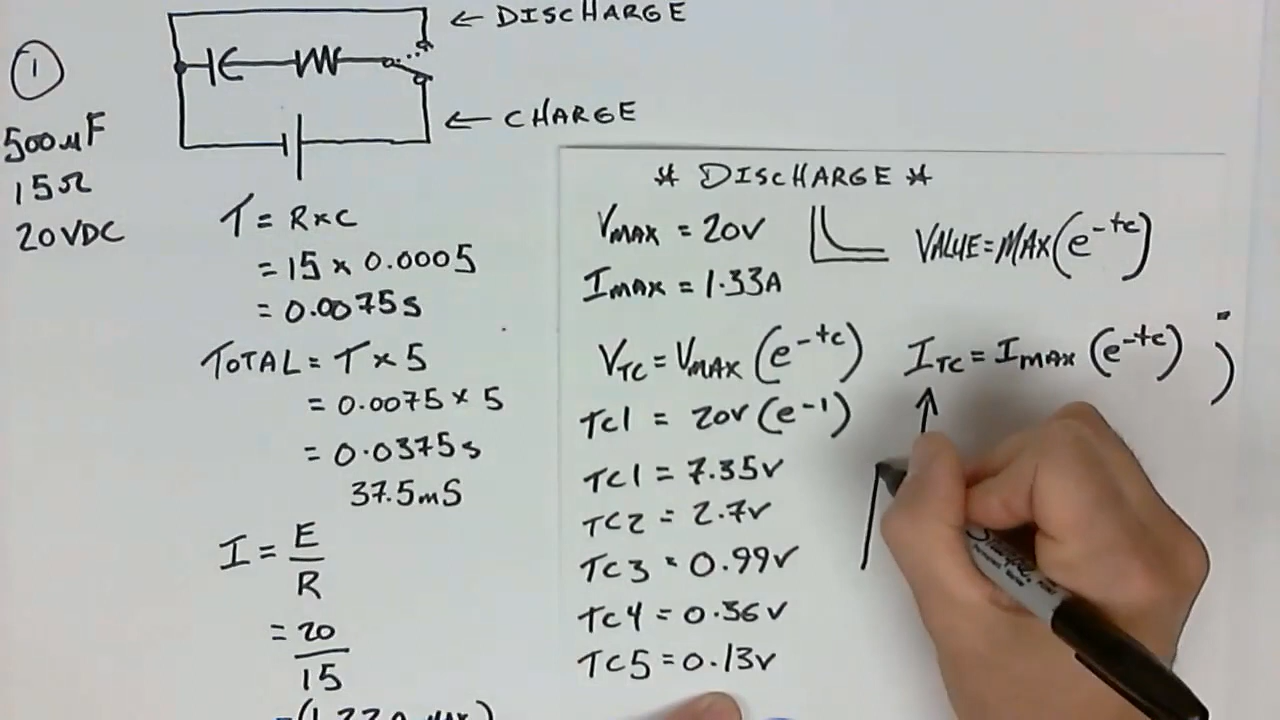 ← DISCHARGE
①
← CHARGE
500μF
15Ω
20VDC
T = R×C
= 15 × 0.0005
= 0.0075s
TOTAL = T × 5
= 0.0075 × 5
= 0.0375s
37.5mS
I = E/R
= 20/15
* DISCHARGE *
VMAX = 20V
IMAX = 1.33A
VALUE = MAX(e^-tc)
VTC = VMAX (e^-tc)
ITC = IMAX (e^-tc)
TC1 = 20V (e^-1)
TC1 = 7.35V
TC2 = 2.7V
TC3 = 0.99V
TC4 = 0.36V
TC5 = 0.13V
Sharpie